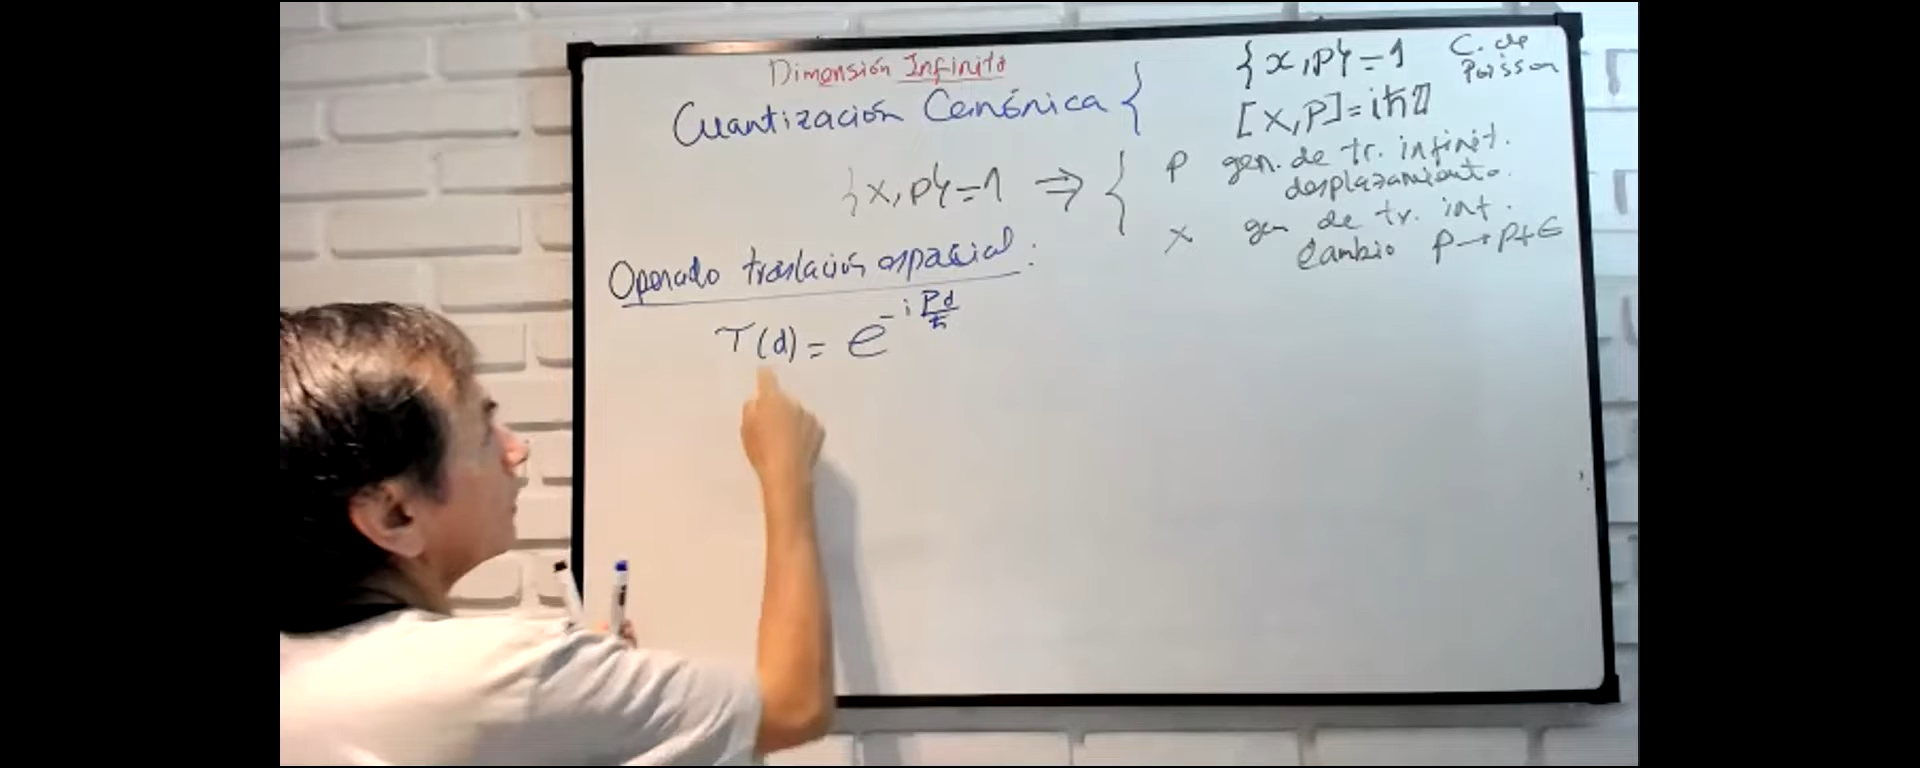 Dimensión Infinita
Cuantización Canónica {
{x,p}=1 C. de Poisson
[X,P]=iħ𝟙
{x,p}=1 ⇒ {
p gen. de tr. infinit.
desplazamiento.
x gen de tr. inf.
Cambio p→p+ϵ
Operado traslación espacial:
T(d) = e^{-i Pd/ħ}